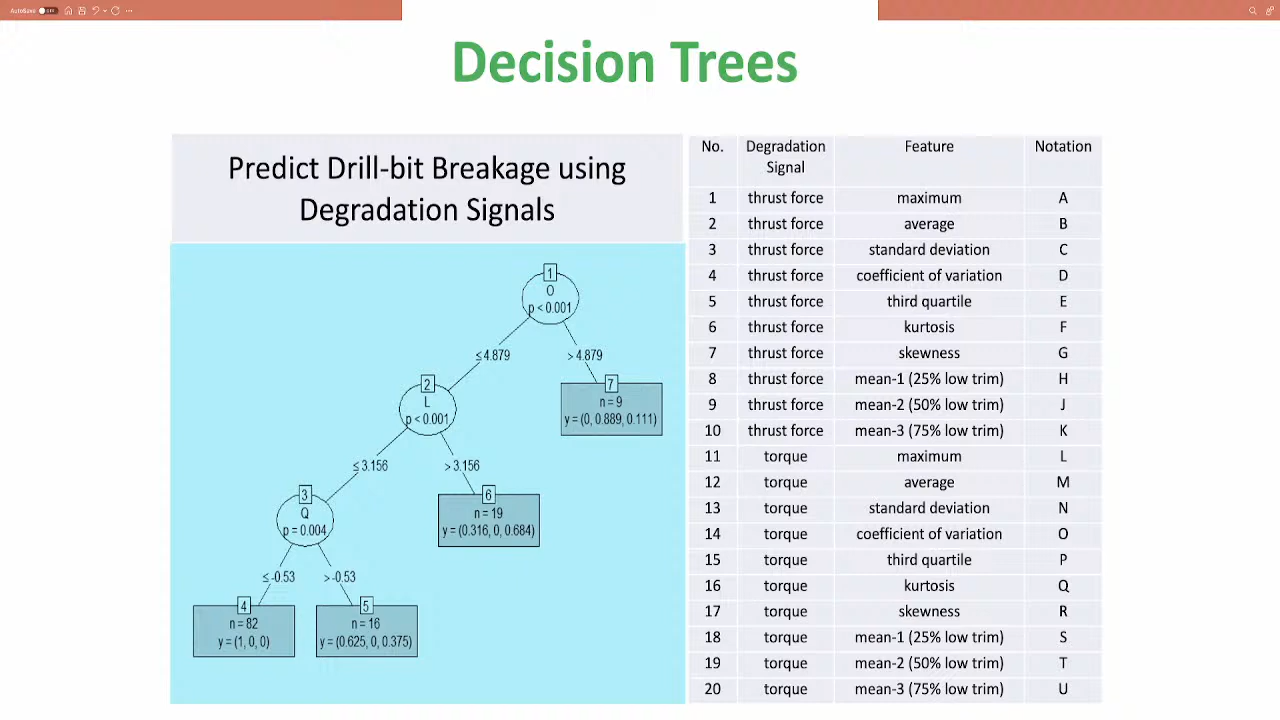 AutoSave
Decision Trees
Predict Drill-bit Breakage using
Degradation Signals
1
O
p < 0.001
≤ 4.879
> 4.879
2
L
p < 0.001
7
n = 9
y = (0, 0.889, 0.111)
≤ 3.156
> 3.156
3
Q
p = 0.004
6
n = 19
y = (0.316, 0, 0.684)
≤ -0.53
> -0.53
4
n = 82
y = (1, 0, 0)
5
n = 16
y = (0.625, 0, 0.375)
No. Degradation Signal Feature Notation
1 thrust force maximum A
2 thrust force average B
3 thrust force standard deviation C
4 thrust force coefficient of variation D
5 thrust force third quartile E
6 thrust force kurtosis F
7 thrust force skewness G
8 thrust force mean-1 (25% low trim) H
9 thrust force mean-2 (50% low trim) J
10 thrust force mean-3 (75% low trim) K
11 torque maximum L
12 torque average M
13 torque standard deviation N
14 torque coefficient of variation O
15 torque third quartile P
16 torque kurtosis Q
17 torque skewness R
18 torque mean-1 (25% low trim) S
19 torque mean-2 (50% low trim) T
20 torque mean-3 (75% low trim) U